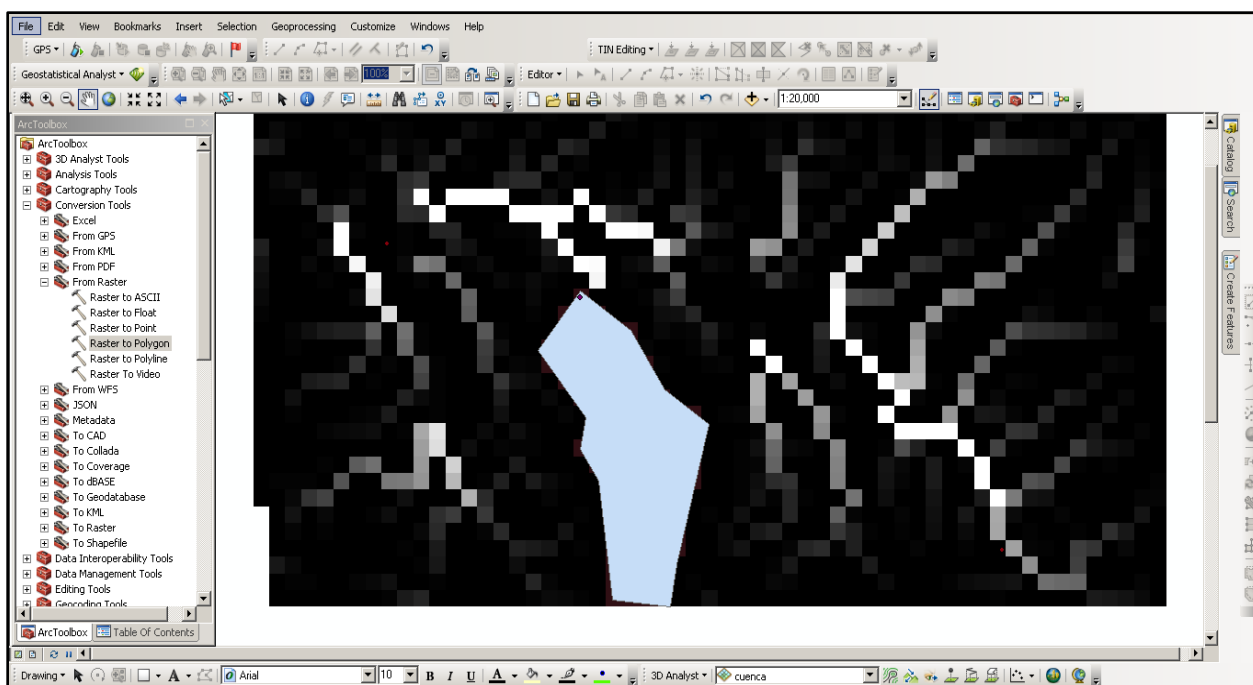 File Edit View Bookmarks Insert Selection Geoprocessing Customize Windows Help
GPS TIN Editing
Geostatistical Analyst 100% Editor
1:20,000
ArcToolbox
ArcToolbox
3D Analyst Tools
Analysis Tools
Cartography Tools
Conversion Tools
Excel
From GPS
From KML
From PDF
From Raster
Raster to ASCII
Raster to Float
Raster to Point
Raster to Polygon
Raster to Polyline
Raster To Video
From WFS
JSON
Metadata
To CAD
To Collada
To Coverage
To dBASE
To Geodatabase
To KML
To Raster
To Shapefile
Data Interoperability Tools
Data Management Tools
Editing Tools
Geocoding Tools
ArcToolbox Table Of Contents
Catalog
Search
Create Features
Drawing A Arial 10 B I U A 3D Analyst cuenca